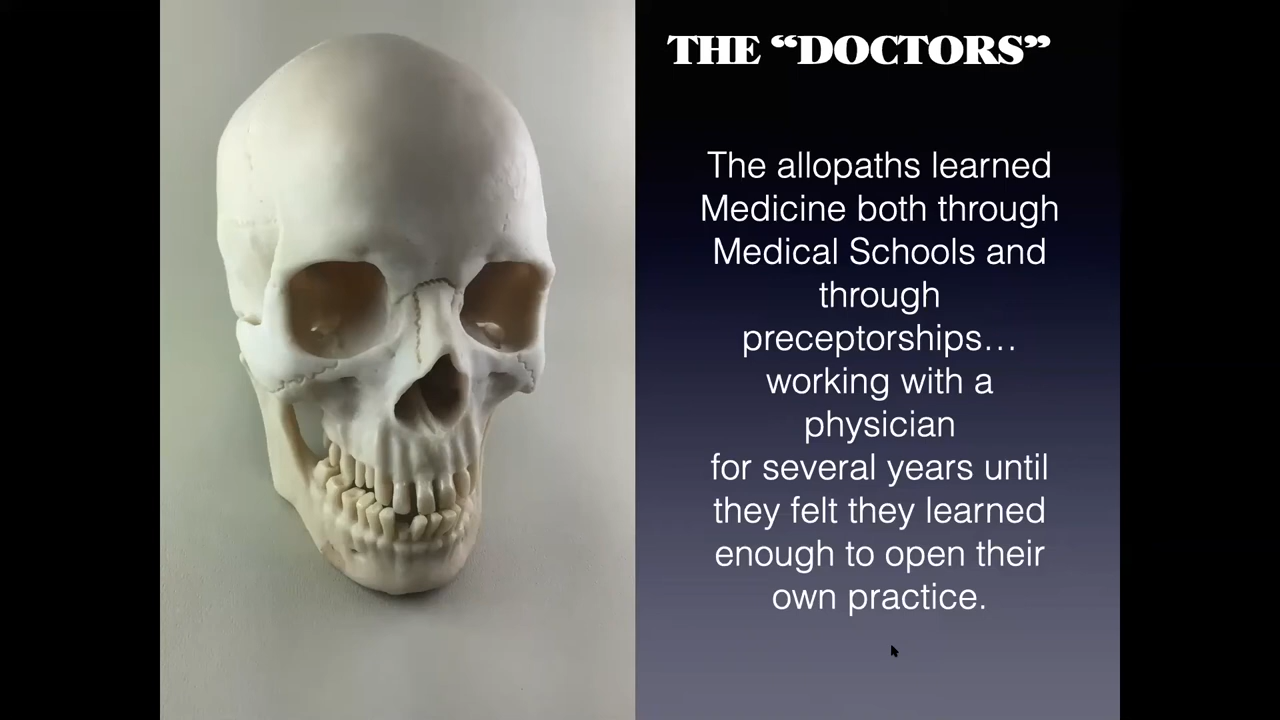 THE “DOCTORS”
The allopaths learned
Medicine both through
Medical Schools and
through
preceptorships…
working with a
physician
for several years until
they felt they learned
enough to open their
own practice.